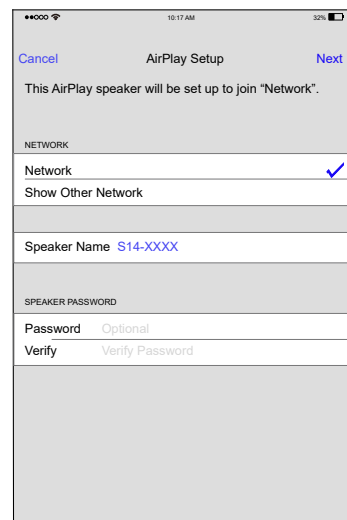 10:17 AM 32%
Cancel AirPlay Setup Next
This AirPlay speaker will be set up to join “Network”.
NETWORK
Network
Show Other Network
Speaker Name S14-XXXX
SPEAKER PASSWORD
Password Optional
Verify Verify Password